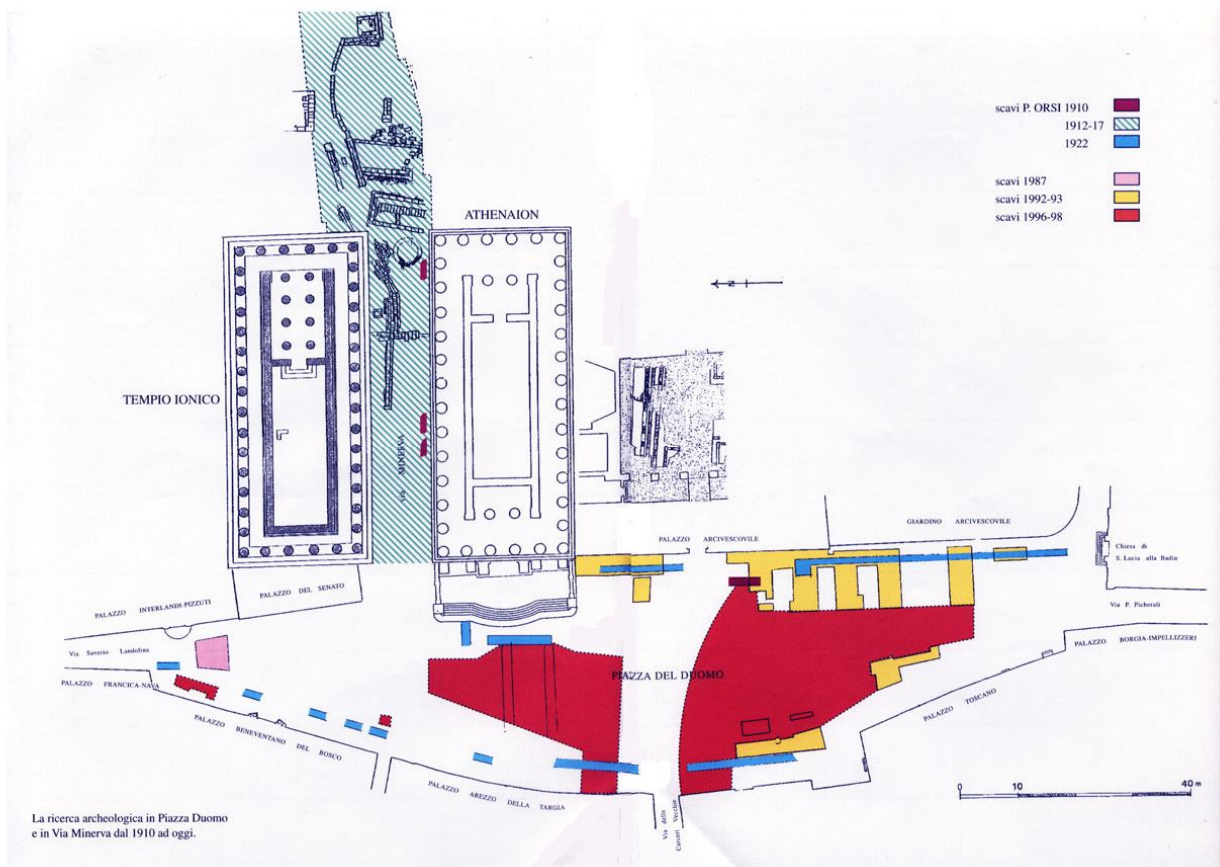 scavi P. ORSI 1910
1912-17
1922
scavi 1987
scavi 1992-93
scavi 1996-98
ATHENAION
N
TEMPIO IONICO
VIA MINERVA
PALAZZO ARCIVESCOVILE
GIARDINO ARCIVESCOVILE
Chiesa di
S. Lucia alla Badia
PALAZZO DEL SENATO
PALAZZO INTERLANDI-PIZZUTI
Via P. Picherali
PALAZZO BORGIA-IMPELLIZZERI
Via Saverio Landolina
PIAZZA DEL DUOMO
PALAZZO FRANCICA-NAVA
PALAZZO TOSCANO
PALAZZO BENEVENTANO DEL BOSCO
PALAZZO AREZZO DELLA TARGIA
Via delle
Carceri Vecchie
0 10 40 m
La ricerca archeologica in Piazza Duomo
e in Via Minerva dal 1910 ad oggi.